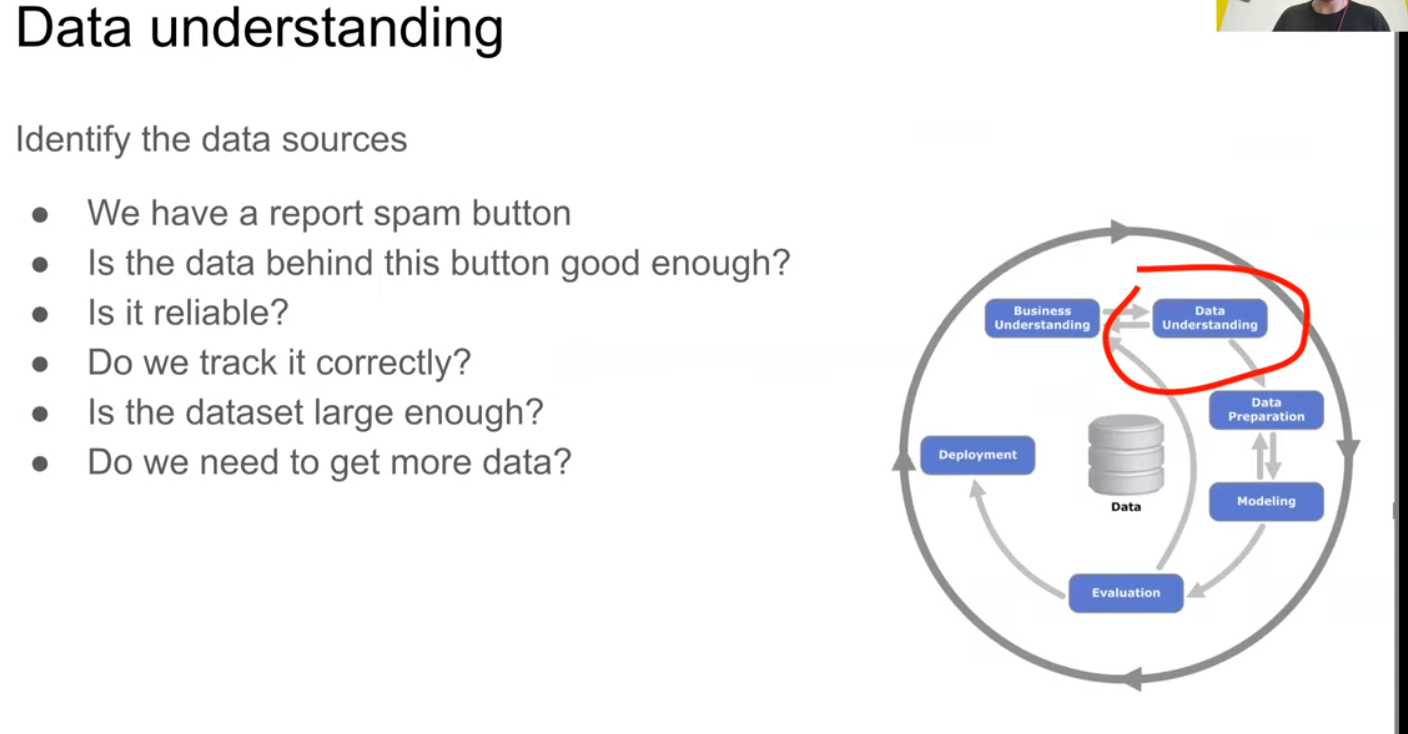 Data understanding
Identify the data sources
● We have a report spam button
● Is the data behind this button good enough?
● Is it reliable?
● Do we track it correctly?
● Is the dataset large enough?
● Do we need to get more data?
Business
Understanding
Data
Understanding
Data
Preparation
Deployment
Data
Modeling
Evaluation